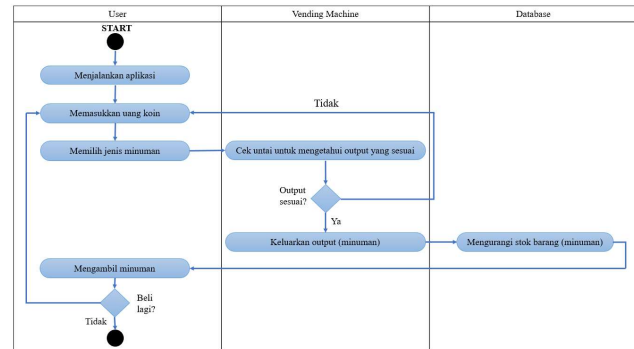 User
Vending Machine
Database
START
Menjalankan aplikasi
Memasukkan uang koin
Tidak
Memilih jenis minuman
Cek untai untuk mengetahui output yang sesuai
Output
sesuai?
Ya
Keluarkan output (minuman)
Mengurangi stok barang (minuman)
Mengambil minuman
Beli
lagi?
Tidak